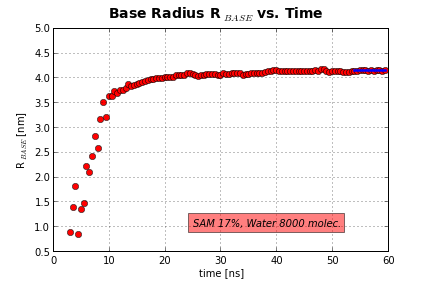 Base Radius R BASE vs. Time
5.0
4.5
4.0
3.5
3.0
2.5
2.0
1.5
1.0
0.5
R BASE [nm]
SAM 17%, Water 8000 molec.
0 10 20 30 40 50 60
time [ns]